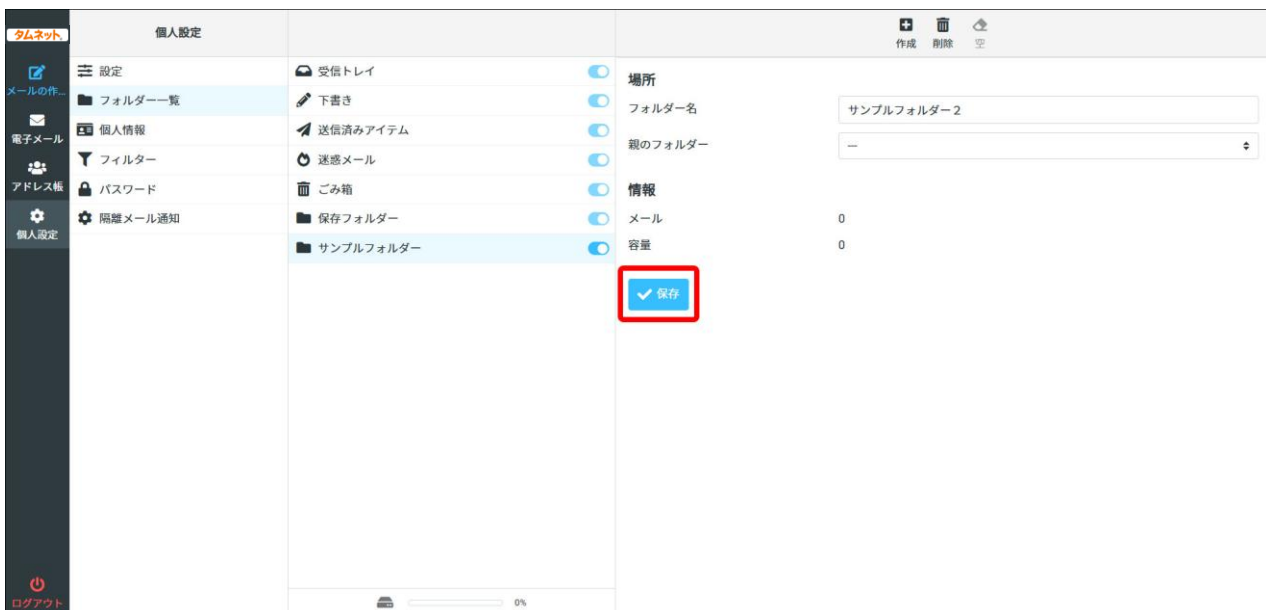 タムネット。
メールの作...
電子メール
アドレス帳
個人設定
ログアウト
個人設定
設定
フォルダー一覧
個人情報
フィルター
パスワード
隔離メール通知
受信トレイ
下書き
送信済みアイテム
迷惑メール
ごみ箱
保存フォルダー
サンプルフォルダー
0%
作成 削除 空
場所
フォルダー名 サンプルフォルダー２
親のフォルダー ---
情報
メール 0
容量 0
保存